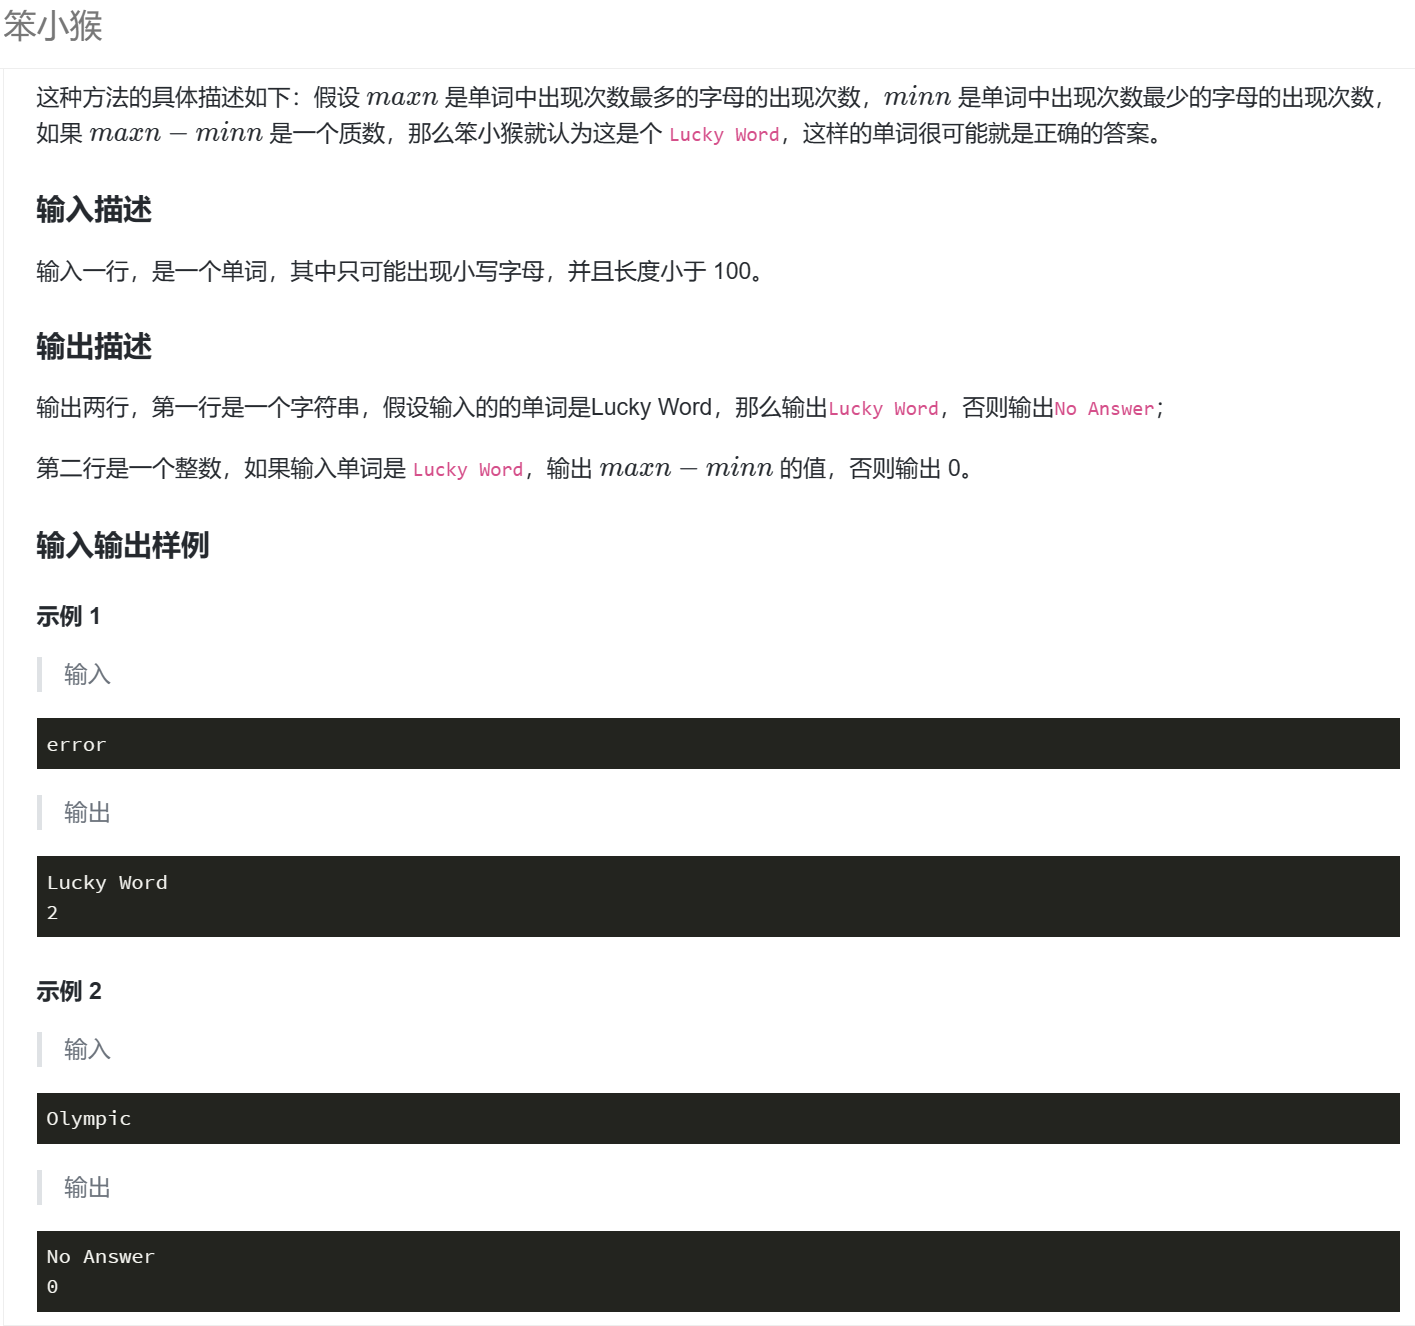 笨小猴
这种方法的具体描述如下：假设 maxn 是单词中出现次数最多的字母的出现次数，minn 是单词中出现次数最少的字母的出现次数，
如果 maxn − minn 是一个质数，那么笨小猴就认为这是个 Lucky Word，这样的单词很可能就是正确的答案。
输入描述
输入一行，是一个单词，其中只可能出现小写字母，并且长度小于 100。
输出描述
输出两行，第一行是一个字符串，假设输入的的单词是Lucky Word，那么输出Lucky Word，否则输出No Answer；
第二行是一个整数，如果输入单词是 Lucky Word，输出 maxn − minn 的值，否则输出 0。
输入输出样例
示例 1
输入
error
输出
Lucky Word
2
示例 2
输入
Olympic
输出
No Answer
0